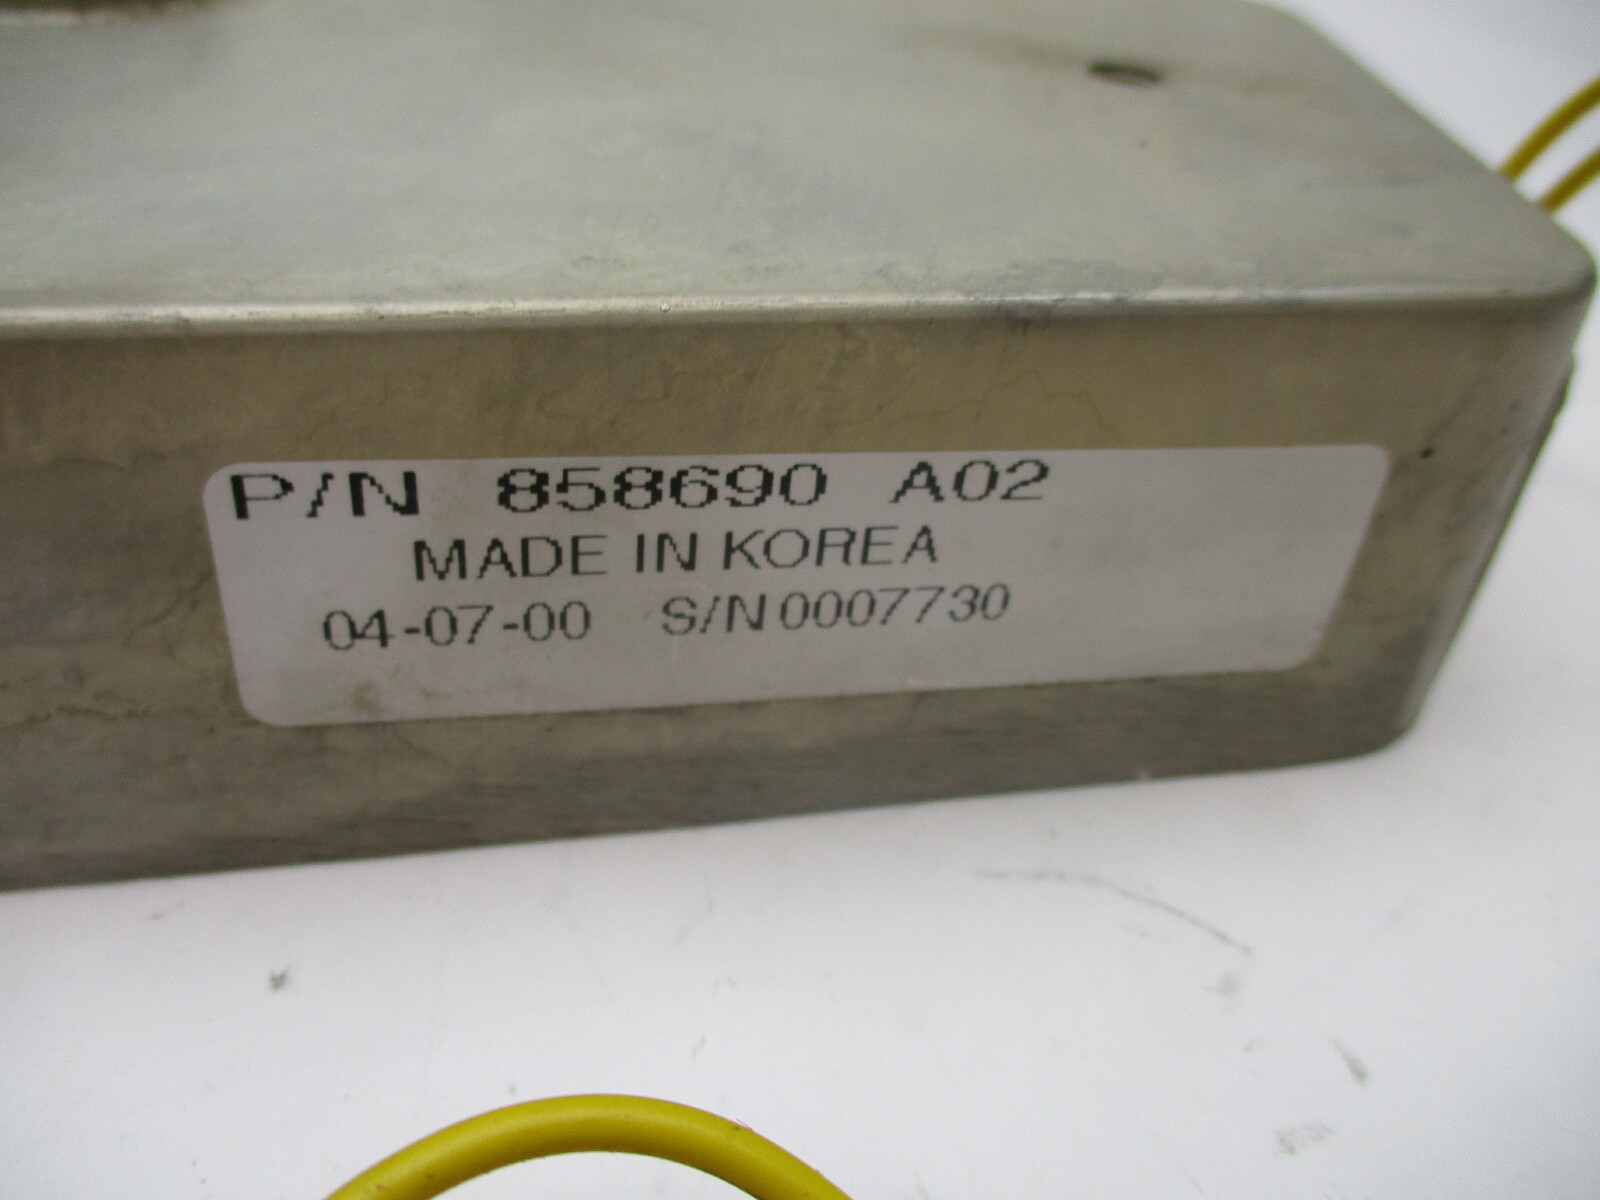 P/N 858690 A02
MADE IN KOREA
04-07-00 S/N 0007730